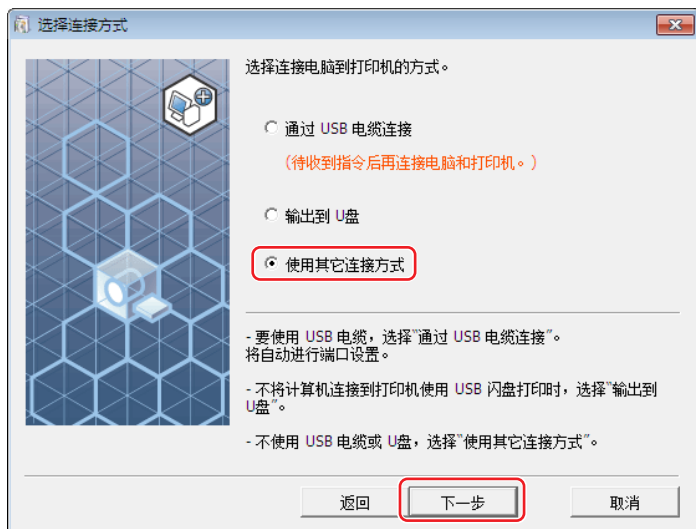 选择连接方式
选择连接电脑到打印机的方式。
通过 USB 电缆连接
(待收到指令后再连接电脑和打印机。)
输出到 U盘
使用其它连接方式
- 要使用 USB 电缆，选择"通过 USB 电缆连接"。
将自动进行端口设置。
- 不将计算机连接到打印机使用 USB 闪盘打印时，选择"输出到
U盘"。
- 不使用 USB 电缆或 U盘，选择"使用其它连接方式"。
返回
下一步
取消